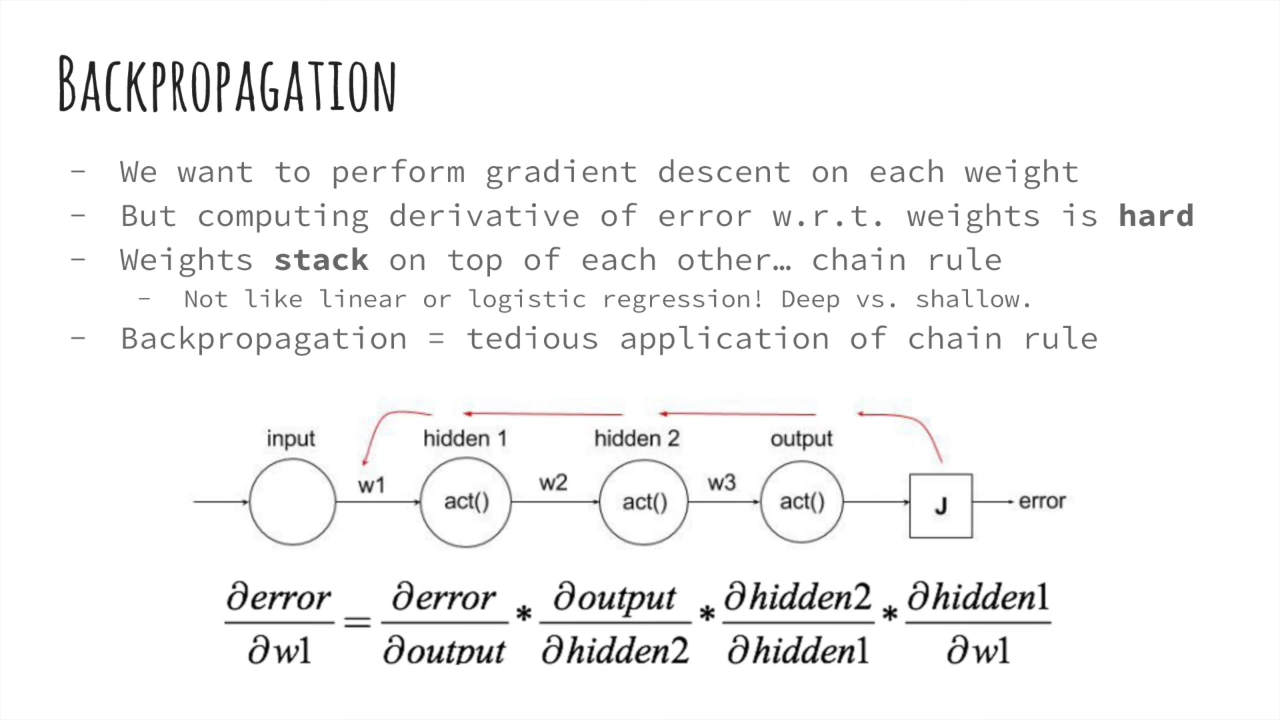 BACKPROPAGATION
- We want to perform gradient descent on each weight
- But computing derivative of error w.r.t. weights is hard
- Weights stack on top of each other… chain rule
- Not like linear or logistic regression! Deep vs. shallow.
- Backpropagation = tedious application of chain rule
input hidden 1 hidden 2 output
w1 w2 w3
act() act() act() J error
∂error/∂w1 = ∂error/∂output * ∂output/∂hidden2 * ∂hidden2/∂hidden1 * ∂hidden1/∂w1